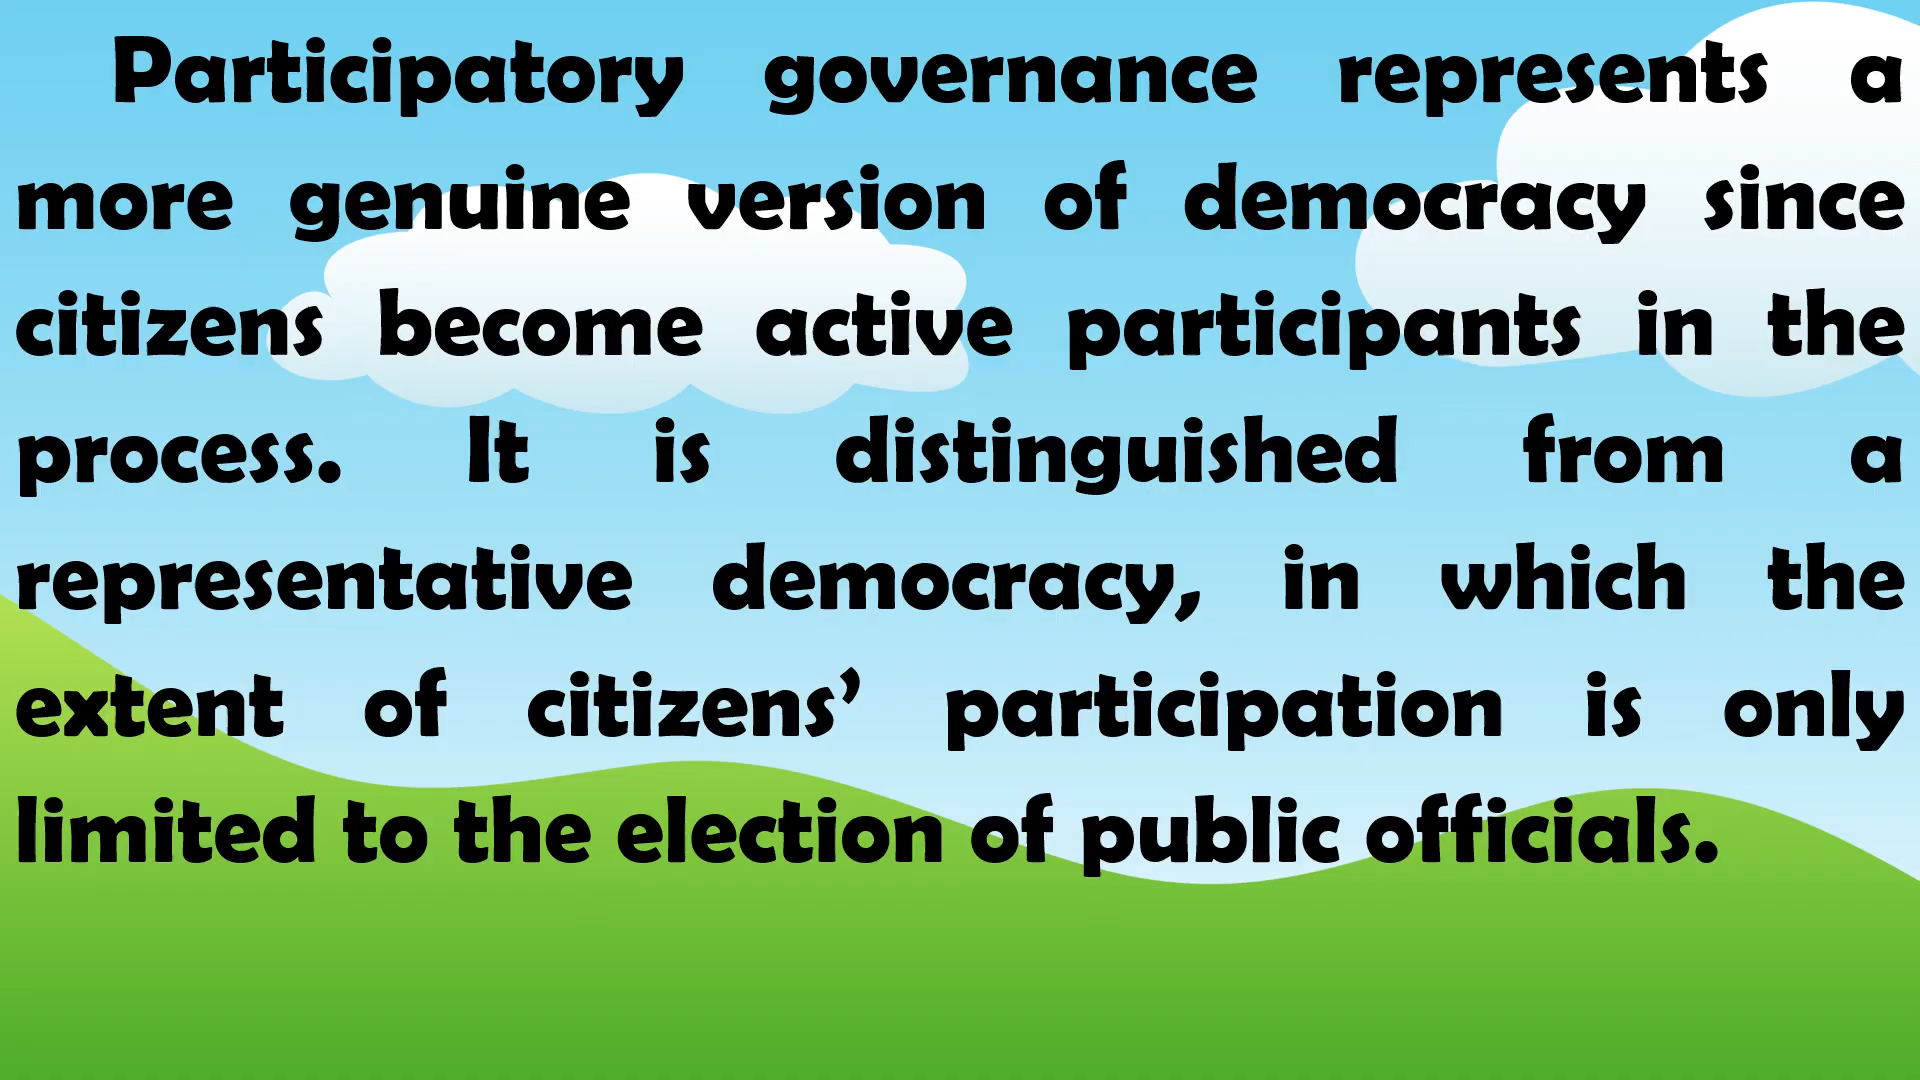 Participatory governance represents a
more genuine version of democracy since
citizens become active participants in the
process. It is distinguished from a
representative democracy, in which the
extent of citizens’ participation is only
limited to the election of public officials.